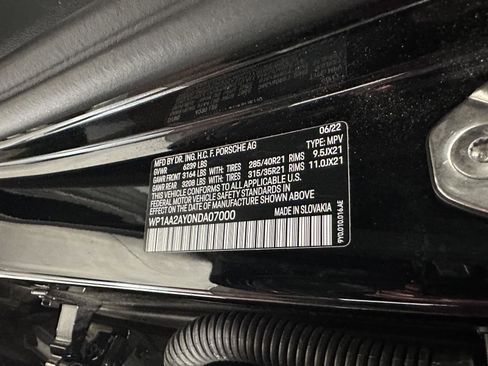 MFD BY DR. ING. H.C. F. PORSCHE AG 06/22
GVWR 6239 LBS TYPE: MPV
GAWR FRONT 3164 LBS WITH: TIRES 285/40R21 RIMS 9.5JX21
GAWR REAR 3208 LBS WITH: TIRES 315/35R21 RIMS 11.0JX21
THIS VEHICLE CONFORMS TO ALL APPLICABLE U.S.
FEDERAL MOTOR VEHICLE SAFETY STANDARDS IN EFFECT ON THE
DATE OF MANUFACTURE SHOWN ABOVE.
WP1AA2AY0NDA07000 MADE IN SLOVAKIA
9Y0.010.016.AE